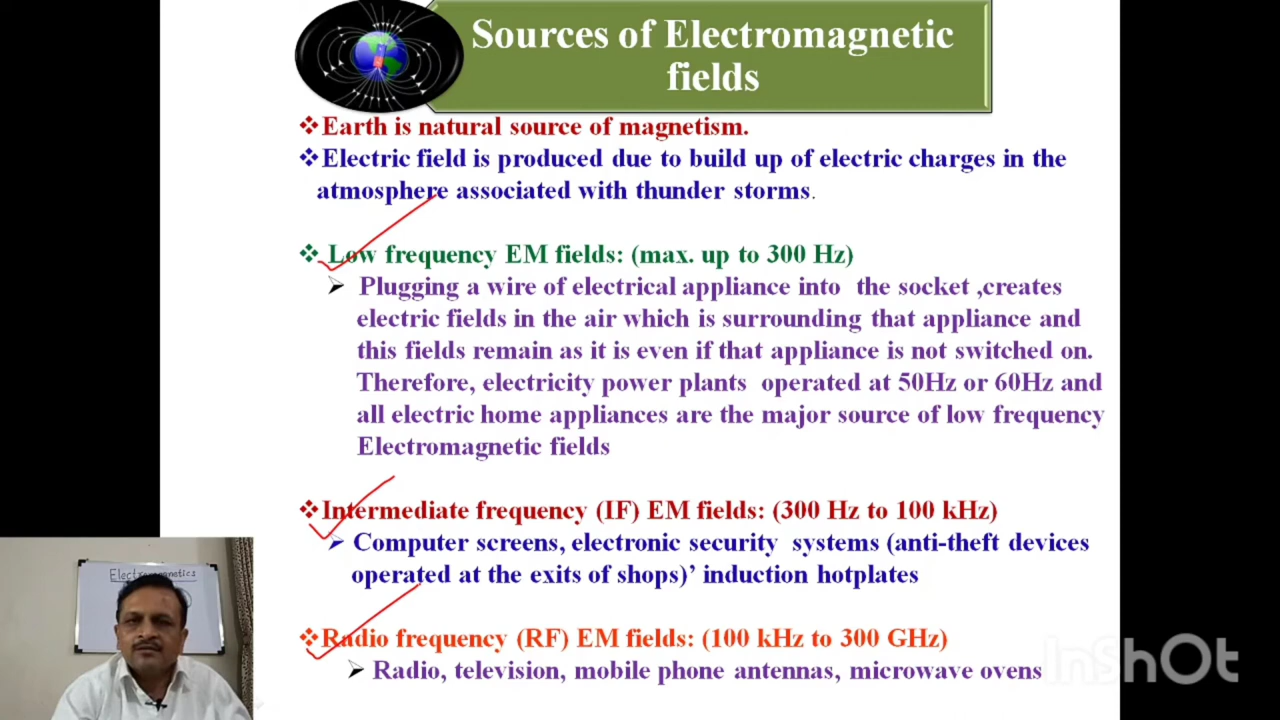 Sources of Electromagnetic
fields
❖Earth is natural source of magnetism.
❖Electric field is produced due to build up of electric charges in the
atmosphere associated with thunder storms.
❖ Low frequency EM fields: (max. up to 300 Hz)
➢ Plugging a wire of electrical appliance into the socket ,creates
electric fields in the air which is surrounding that appliance and
this fields remain as it is even if that appliance is not switched on.
Therefore, electricity power plants operated at 50Hz or 60Hz and
all electric home appliances are the major source of low frequency
Electromagnetic fields
❖Intermediate frequency (IF) EM fields: (300 Hz to 100 kHz)
➢ Computer screens, electronic security systems (anti-theft devices
operated at the exits of shops)’ induction hotplates
❖Radio frequency (RF) EM fields: (100 kHz to 300 GHz)
➢ Radio, television, mobile phone antennas, microwave ovens
Electromagnetics
InShOt